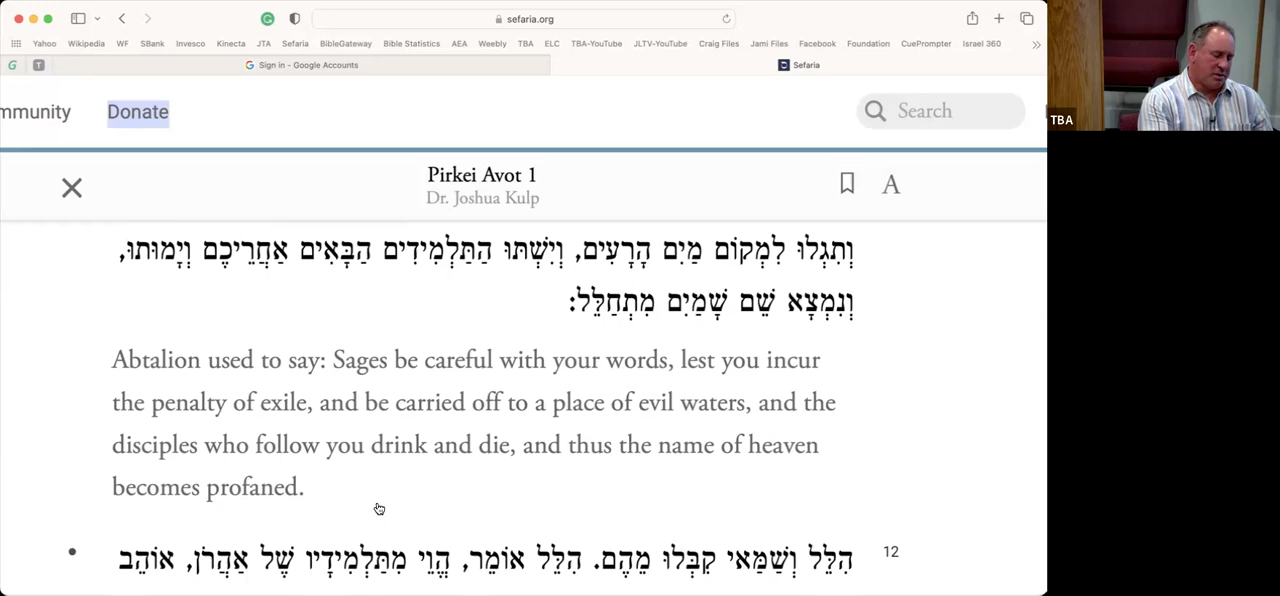 sefaria.org
Yahoo Wikipedia WF SBank Invesco Kinecta JTA Sefaria BibleGateway Bible Statistics AEA Weebly TBA ELC TBA-YouTube JLTV-YouTube Craig Files Jami Files Facebook Foundation CuePrompter Israel 360
G T Sign in - Google Accounts Sefaria
mmunity Donate Search
TBA
Pirkei Avot 1
Dr. Joshua Kulp
A
וְתִגְלוּ לִמְקוֹם מַיִם הָרָעִים, וְיִשְׁתּוּ הַתַּלְמִידִים הַבָּאִים אַחֲרֵיכֶם וְיָמוּתוּ,
וְנִמְצָא שֵׁם שָׁמַיִם מִתְחַלֵּל:
Abtalion used to say: Sages be careful with your words, lest you incur
the penalty of exile, and be carried off to a place of evil waters, and the
disciples who follow you drink and die, and thus the name of heaven
becomes profaned.
12
הִלֵּל וְשַׁמַּאי קִבְּלוּ מֵהֶם. הִלֵּל אוֹמֵר, הֱוֵי מִתַּלְמִידָיו שֶׁל אַהֲרֹן, אוֹהֵב